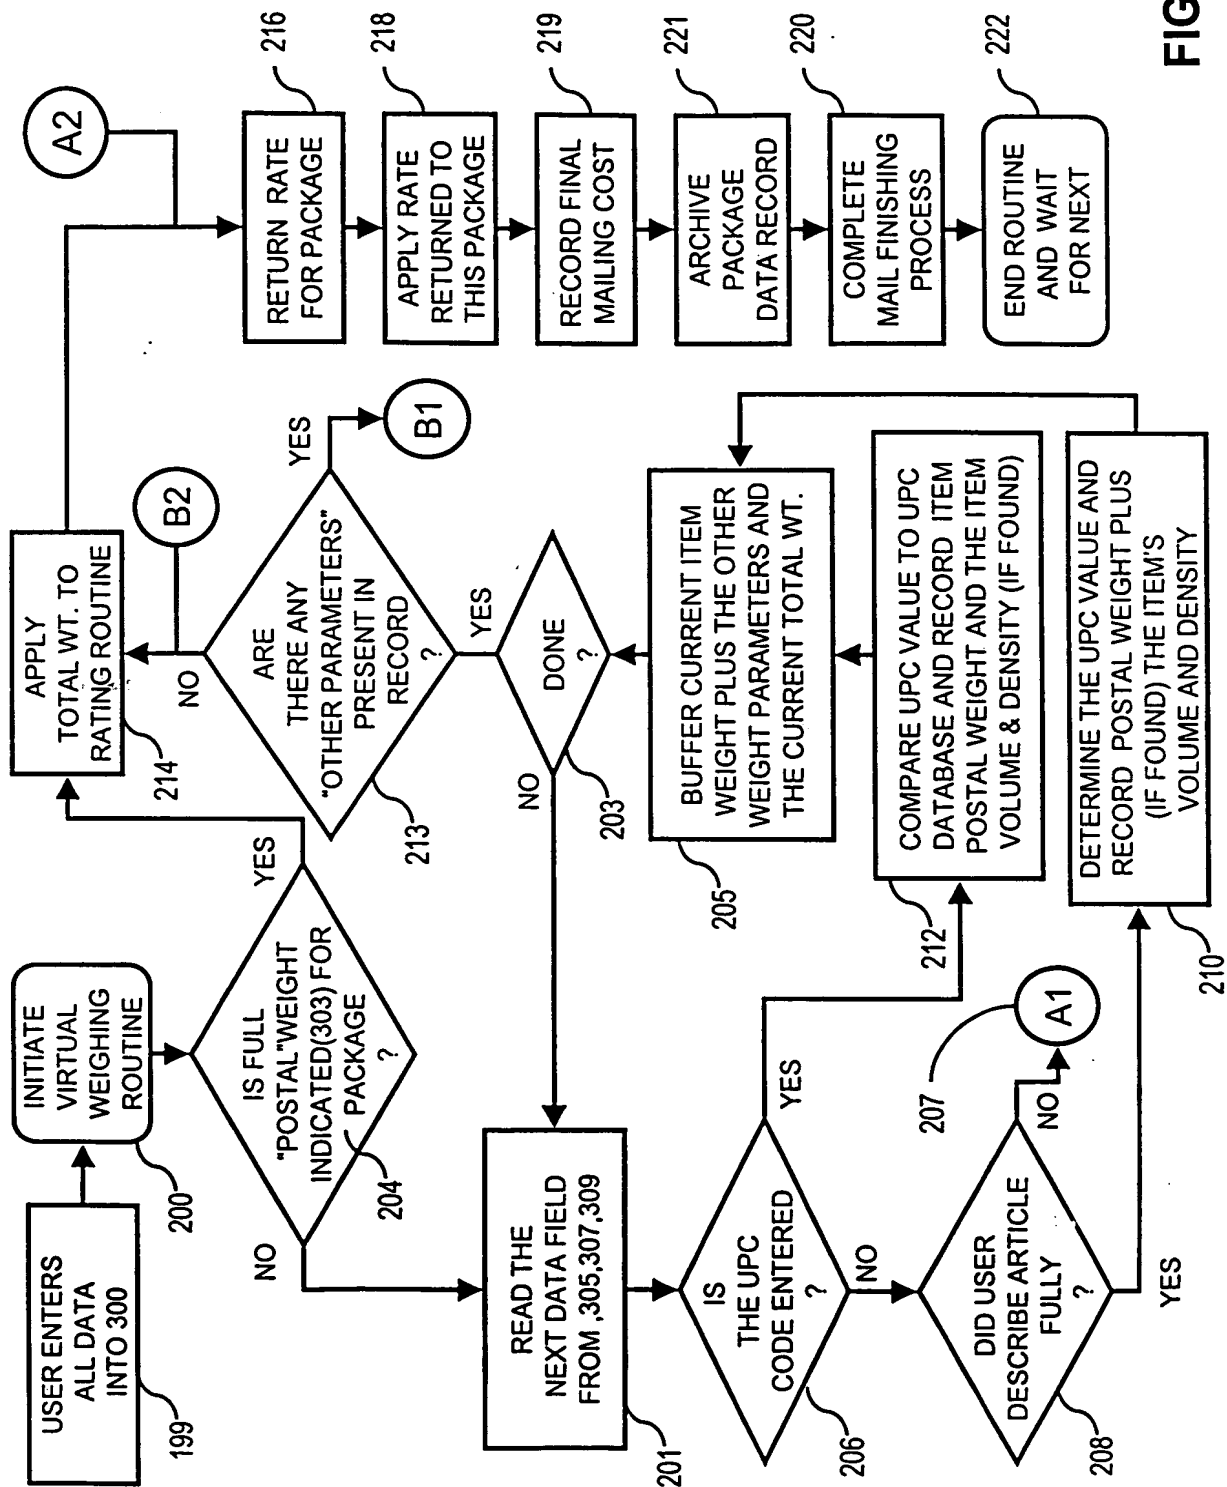 USER ENTERS
ALL DATA
INTO 300
199
INITIATE
VIRTUAL
WEIGHING
ROUTINE
200
IS FULL
"POSTAL"WEIGHT
INDICATED(303) FOR
PACKAGE
?
204
YES
NO
APPLY
TOTAL WT. TO
RATING ROUTINE
214
B2
NO
ARE
THERE ANY
"OTHER PARAMETERS"
PRESENT IN
RECORD
?
213
YES
B1
YES
DONE
?
203
NO
READ THE
NEXT DATA FIELD
FROM ,305,307,309
201
BUFFER CURRENT ITEM
WEIGHT PLUS THE OTHER
WEIGHT PARAMETERS AND
THE CURRENT TOTAL WT.
205
IS
THE UPC
CODE ENTERED
?
206
YES
NO
COMPARE UPC VALUE TO UPC
DATABASE AND RECORD ITEM
POSTAL WEIGHT AND THE ITEM
VOLUME & DENSITY (IF FOUND)
212
DID USER
DESCRIBE ARTICLE
FULLY
?
208
NO
207
A1
YES
DETERMINE THE UPC VALUE AND
RECORD POSTAL WEIGHT PLUS
(IF FOUND) THE ITEM'S
VOLUME AND DENSITY
210
A2
RETURN RATE
FOR PACKAGE
216
APPLY RATE
RETURNED TO
THIS PACKAGE
218
RECORD FINAL
MAILING COST
219
ARCHIVE
PACKAGE
DATA RECORD
221
COMPLETE
MAIL FINISHING
PROCESS
220
END ROUTINE
AND WAIT
FOR NEXT
222
FIG